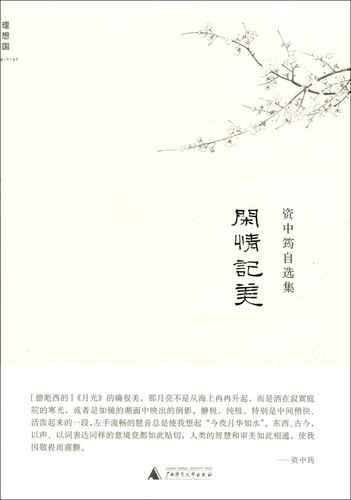 理想国
资中筠自选集
閑情記美
[德彪西的]《月光》的确很美，那月亮不是从海上冉冉升起，而是洒在寂寞庭
院的寒光，或者是如镜的湖面中映出的倒影。静极，纯极，特别是中间稍快、
活泼起来的一段，左手流畅的琶音总是使我想起“今夜月华如水”。东西、古今，
以声、以词表达同样的意境竟都如此贴切，人类的智慧和审美如此相通，使我
因敬畏而震颤。
——资中筠
广西师范大学出版社